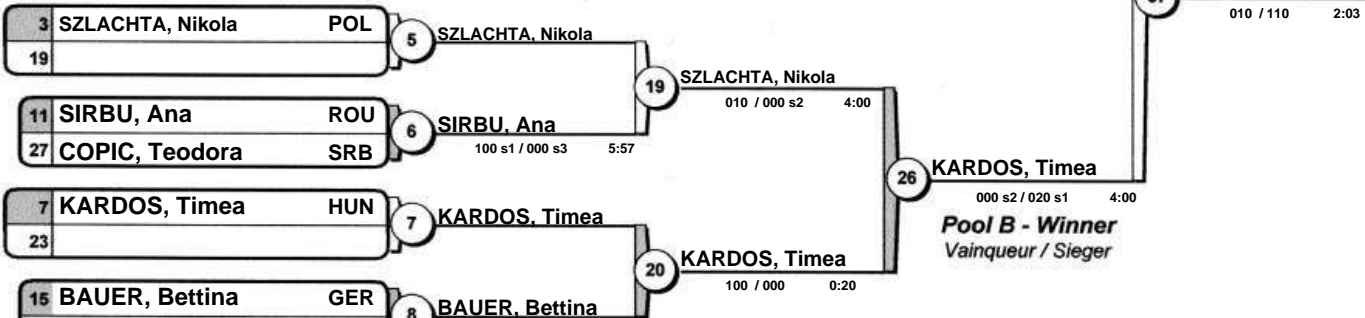 010 / 110 2:03
3 SZLACHTA, Nikola POL
19
5
SZLACHTA, Nikola
19
SZLACHTA, Nikola
010 / 000 s2 4:00
11 SIRBU, Ana ROU
27 COPIC, Teodora SRB
6
SIRBU, Ana
100 s1 / 000 s3 5:57
26
KARDOS, Timea
000 s2 / 020 s1 4:00
Pool B - Winner
Vainqueur / Sieger
7 KARDOS, Timea HUN
23
7
KARDOS, Timea
20
KARDOS, Timea
100 / 000 0:20
15 BAUER, Bettina GER
8
BAUER, Bettina